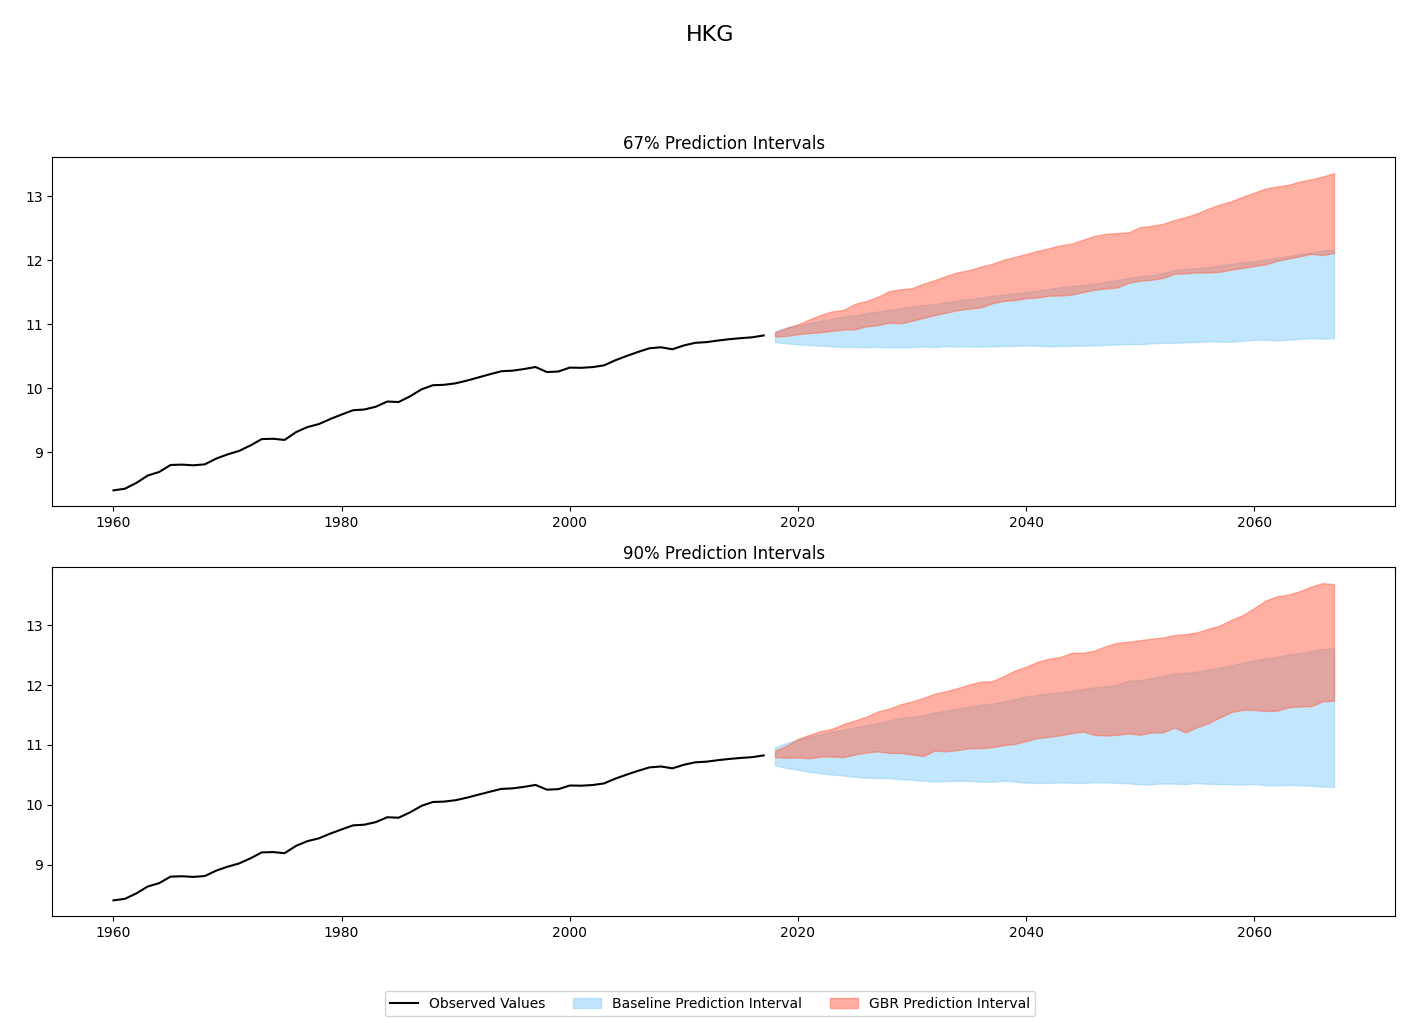 HKG
67% Prediction Intervals
13
12
11
10
9
1960 1980 2000 2020 2040 2060
90% Prediction Intervals
13
12
11
10
9
1960 1980 2000 2020 2040 2060
Observed Values Baseline Prediction Interval GBR Prediction Interval